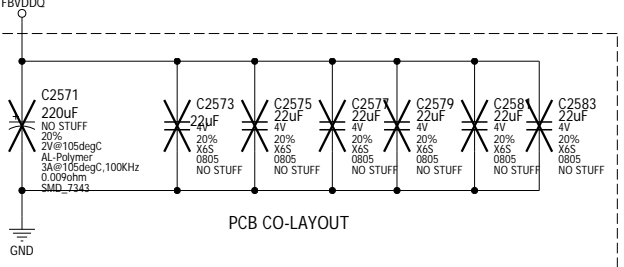 FBVDDQ
C2571
220uF
NO STUFF
20%
2V@105degC
AL-Polymer
3A@105degC,100KHz
0.009ohm
SMD_7343
C2573
22uF
4V
20%
X6S
0805
NO STUFF
C2575
22uF
4V
20%
X6S
0805
NO STUFF
C2577
22uF
4V
20%
X6S
0805
NO STUFF
C2579
22uF
4V
20%
X6S
0805
NO STUFF
C2581
22uF
4V
20%
X6S
0805
NO STUFF
C2583
22uF
4V
20%
X6S
0805
NO STUFF
PCB CO-LAYOUT
GND